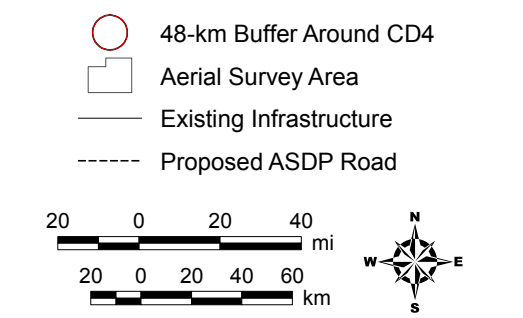 48-km Buffer Around CD4
Aerial Survey Area
Existing Infrastructure
Proposed ASDP Road
20 0 20 40
mi
20 0 20 40 60
km
N
W E
S